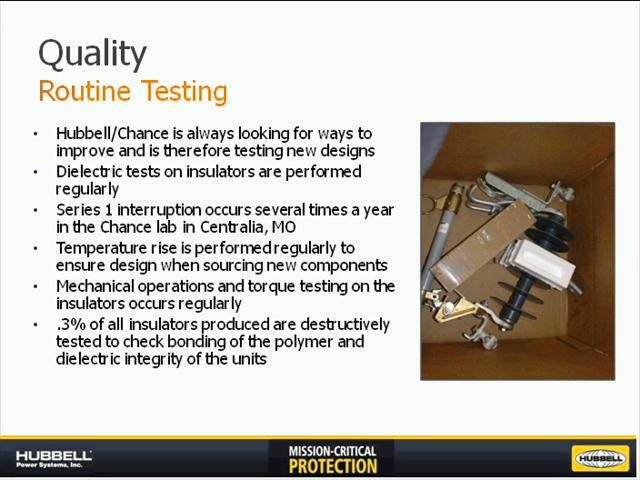 Quality
Routine Testing
• Hubbell/Chance is always looking for ways to
improve and is therefore testing new designs
• Dielectric tests on insulators are performed
regularly
• Series 1 interruption occurs several times a year
in the Chance lab in Centralia, MO
• Temperature rise is performed regularly to
ensure design when sourcing new components
• Mechanical operations and torque testing on the
insulators occurs regularly
• .3% of all insulators produced are destructively
tested to check bonding of the polymer and
dielectric integrity of the units
HUBBELL
Power Systems, Inc.
MISSION-CRITICAL
PROTECTION
HUBBELL